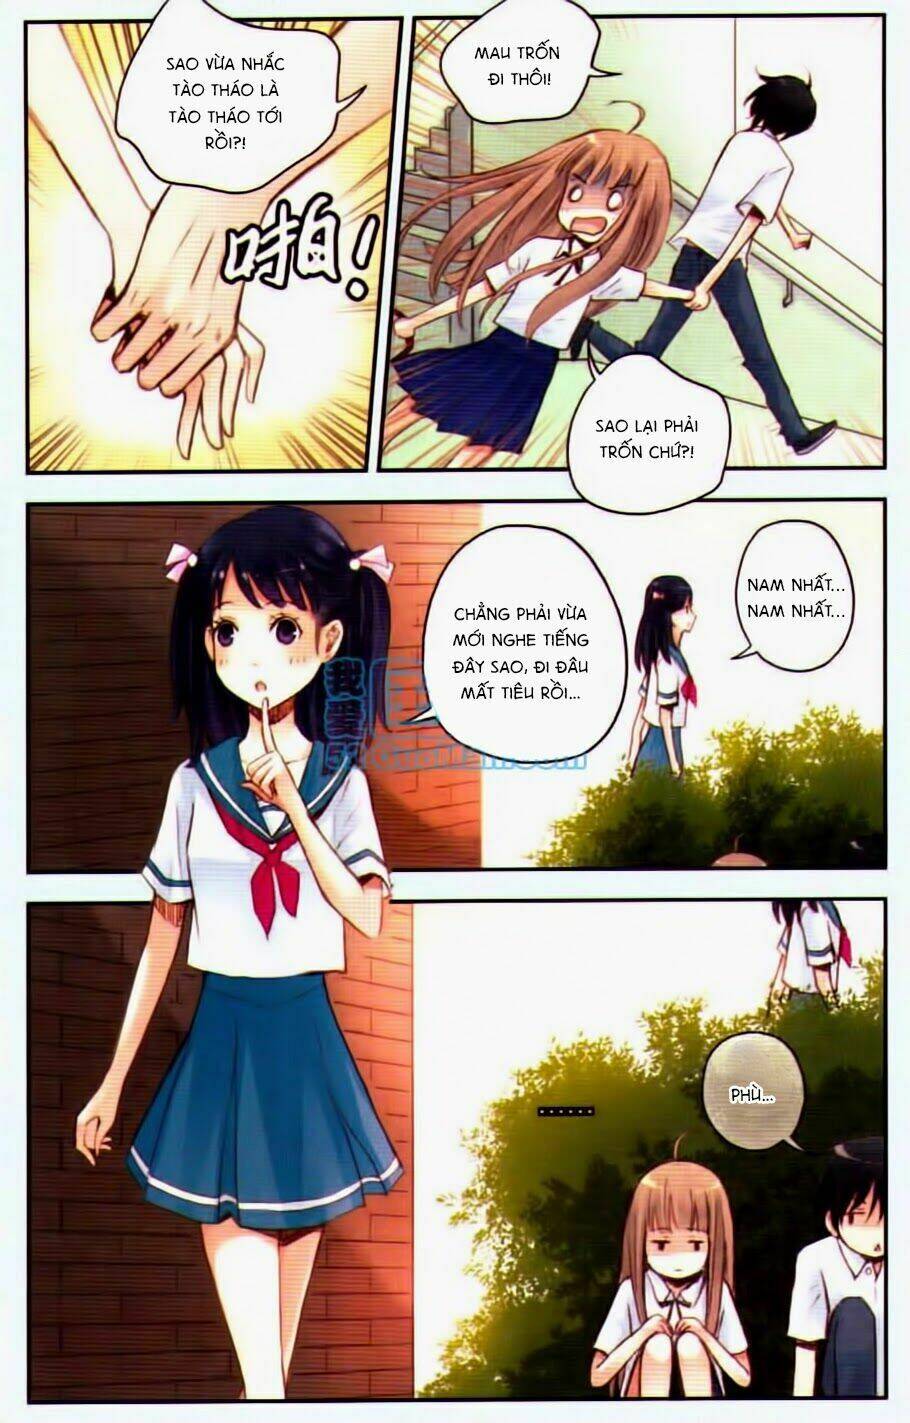 SAO VỪA NHẮC
TÀO THÁO LÀ
TÀO THÁO TỚI
RỒI?!
啪!
MAU TRỐN
ĐI THÔI!
SAO LẠI PHẢI
TRỐN CHỨ?!
NAM NHẤT...
NAM NHẤT...
CHẲNG PHẢI VỪA
MỚI NGHE TIẾNG
ĐÂY SAO, ĐI ĐÂU
MẤT TIÊU RỒI...
我爱
......
PHÙ...